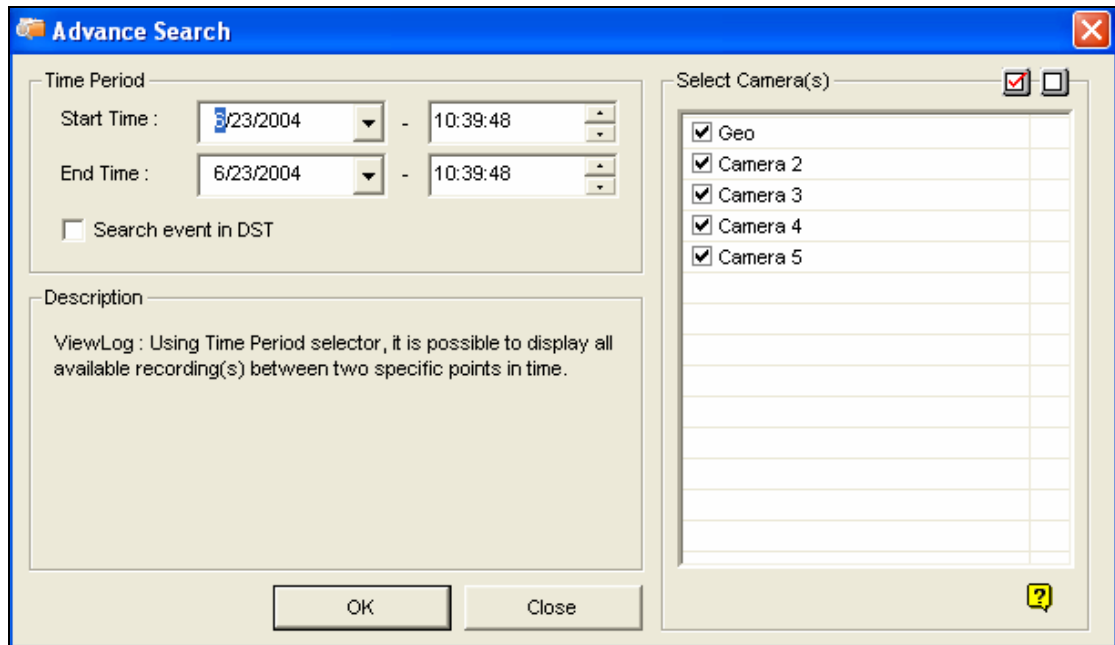 Advance Search
Time Period
Start Time : 6/23/2004 - 10:39:48
End Time : 6/23/2004 - 10:39:48
Search event in DST
Description
ViewLog : Using Time Period selector, it is possible to display all
available recording(s) between two specific points in time.
OK Close
Select Camera(s)
Geo
Camera 2
Camera 3
Camera 4
Camera 5
?